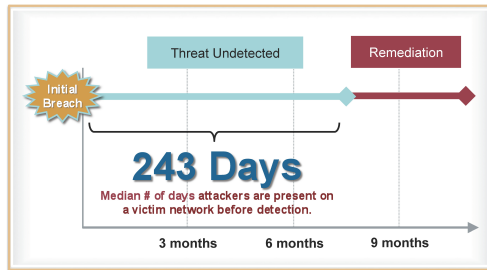 Threat Undetected
Remediation
Initial
Breach
243 Days
Median # of days attackers are present on
a victim network before detection.
3 months
6 months
9 months